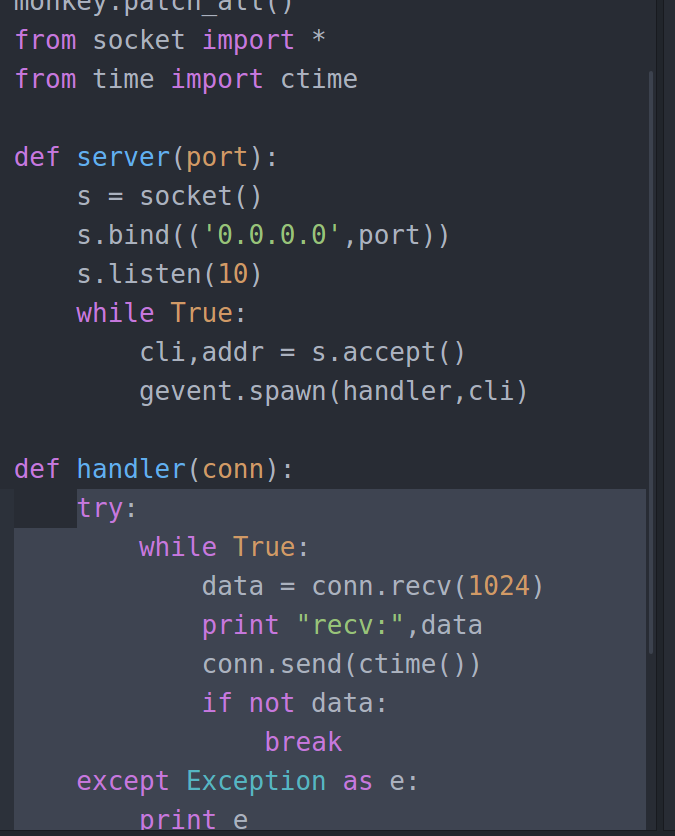 monkey.patch_all()
from socket import *
from time import ctime
def server(port):
    s = socket()
    s.bind(('0.0.0.0',port))
    s.listen(10)
    while True:
        cli,addr = s.accept()
        gevent.spawn(handler,cli)
def handler(conn):
    try:
        while True:
            data = conn.recv(1024)
            print "recv:",data
            conn.send(ctime())
            if not data:
                break
    except Exception as e:
        print e